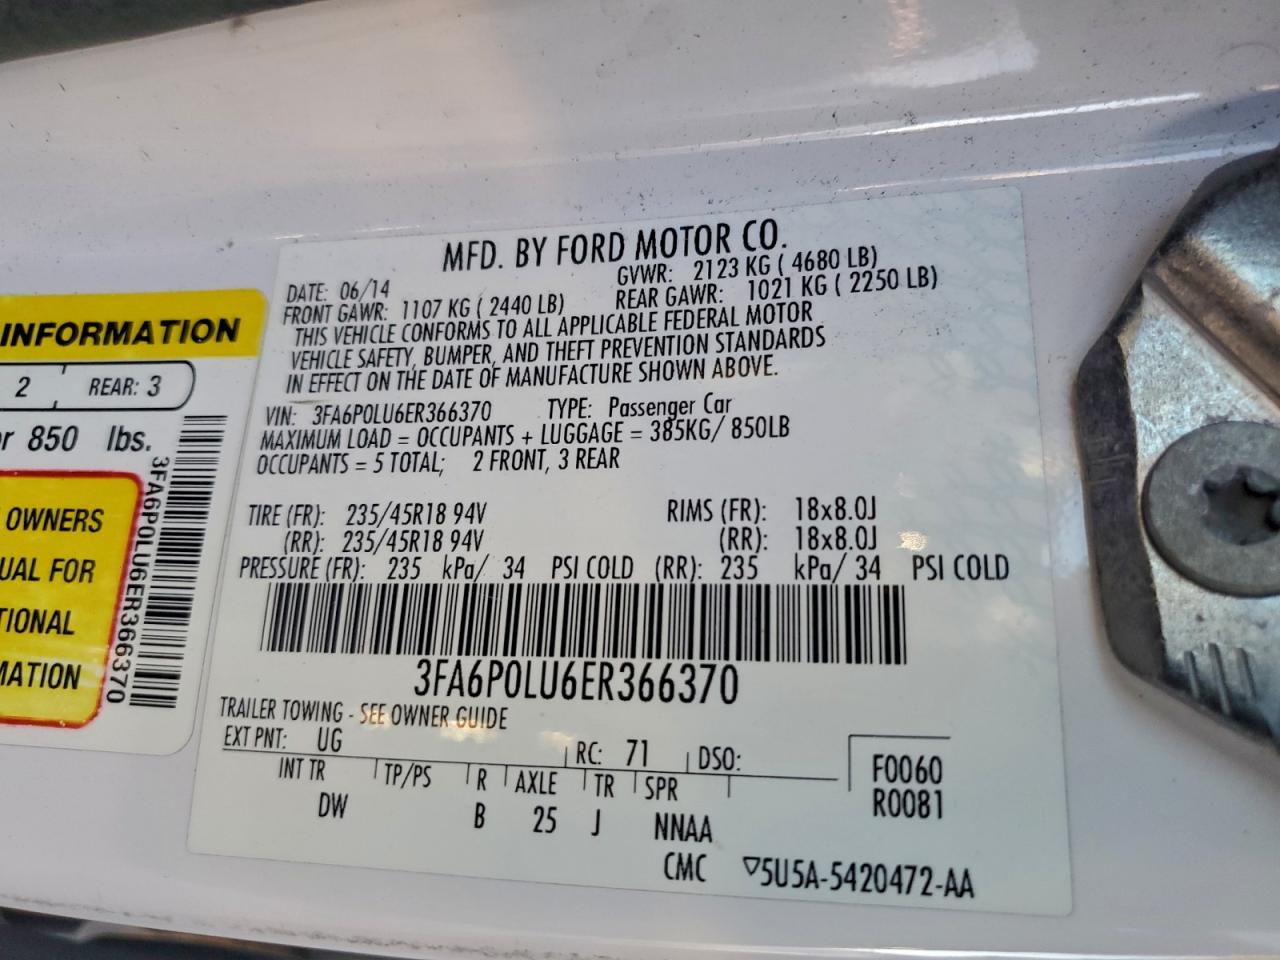 MFD. BY FORD MOTOR CO.
DATE: 06/14 GVWR: 2123 KG ( 4680 LB)
FRONT GAWR: 1107 KG ( 2440 LB) REAR GAWR: 1021 KG ( 2250 LB)
THIS VEHICLE CONFORMS TO ALL APPLICABLE FEDERAL MOTOR
VEHICLE SAFETY, BUMPER, AND THEFT PREVENTION STANDARDS
IN EFFECT ON THE DATE OF MANUFACTURE SHOWN ABOVE.
VIN: 3FA6P0LU6ER366370 TYPE: Passenger Car
MAXIMUM LOAD = OCCUPANTS + LUGGAGE = 385KG/ 850LB
OCCUPANTS = 5 TOTAL; 2 FRONT, 3 REAR
TIRE (FR): 235/45R18 94V RIMS (FR): 18x8.0J
(RR): 235/45R18 94V (RR): 18x8.0J
PRESSURE (FR): 235 kPa/ 34 PSI COLD (RR): 235 kPa/ 34 PSI COLD
3FA6P0LU6ER366370
TRAILER TOWING - SEE OWNER GUIDE
EXT PNT: UG RC: 71 DSO:
INT TR TP/PS R AXLE TR SPR
DW B 25 J NNAA
F0060
R0081
CMC ▽5U5A-5420472-AA
INFORMATION
2 REAR: 3
850 lbs.
3FA6P0LU6ER366370
OWNERS
UAL FOR
TIONAL
MATION